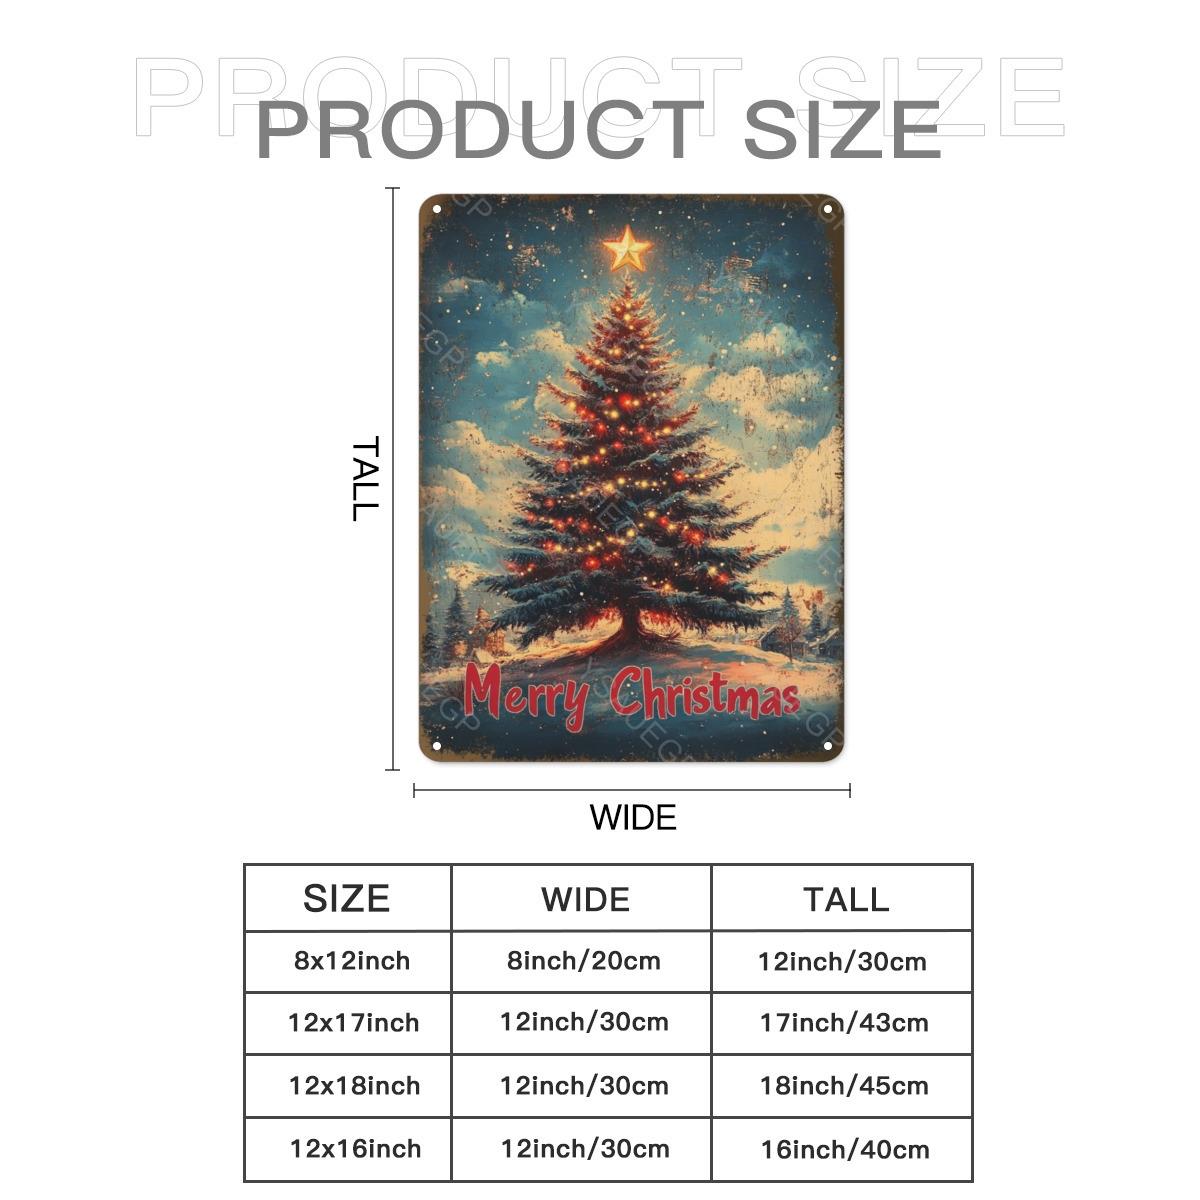 PRODUCT SIZE
PRODUCT SIZE
TALL
Merry Christmas
WIDE
SIZE WIDE TALL
8x12inch 8inch/20cm 12inch/30cm
12x17inch 12inch/30cm 17inch/43cm
12x18inch 12inch/30cm 18inch/45cm
12x16inch 12inch/30cm 16inch/40cm